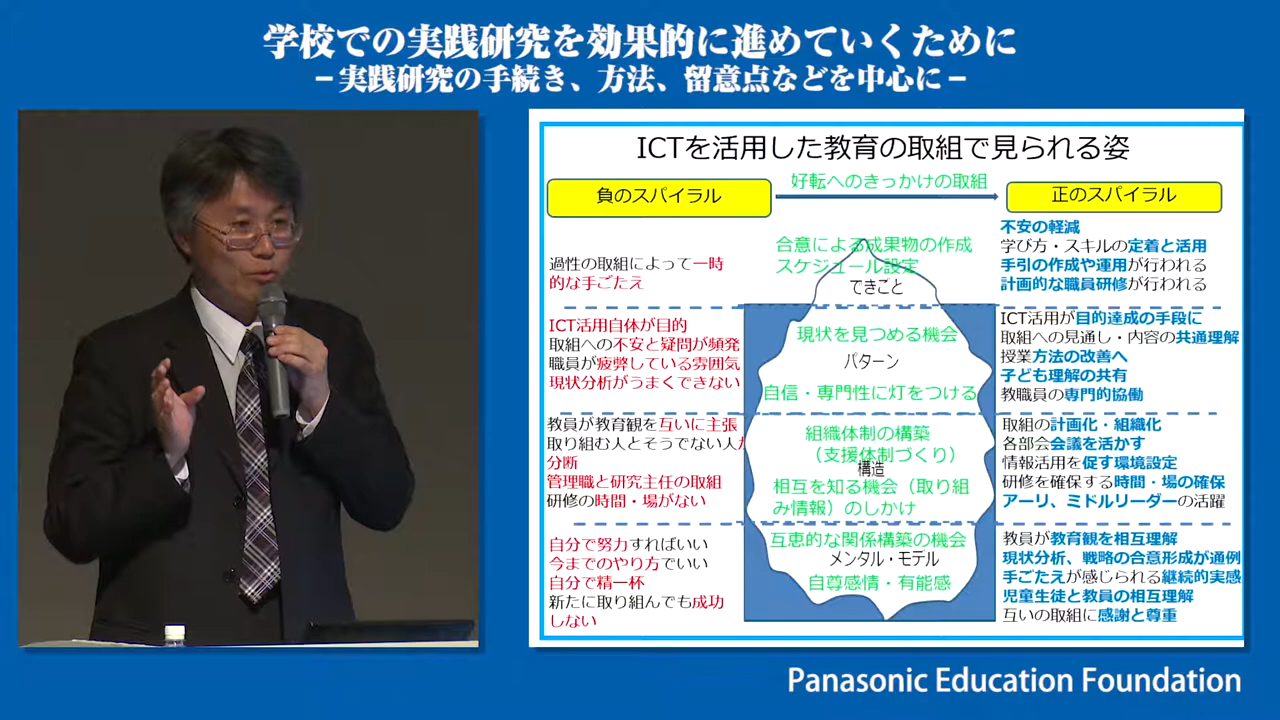 学校での実践研究を効果的に進めていくために
－実践研究の手続き、方法、留意点などを中心に－
ICTを活用した教育の取組で見られる姿
負のスパイラル
好転へのきっかけの取組
正のスパイラル
過性の取組によって一時
的な手ごたえ
合意による成果物の作成
スケジュール設定
できごと
不安の軽減
学び方・スキルの定着と活用
手引の作成や運用が行われる
計画的な職員研修が行われる
ICT活用自体が目的
取組への不安と疑問が頻発
職員が疲弊している雰囲気
現状分析がうまくできない
現状を見つめる機会
パターン
自信・専門性に灯をつける
ICT活用が目的達成の手段に
取組への見通し・内容の共通理解
授業方法の改善へ
子ども理解の共有
教職員の専門的協働
教員が教育観を互いに主張
取り組む人とそうでない人が
分断
管理職と研究主任の取組
研修の時間・場がない
組織体制の構築
（支援体制づくり）
構造
相互を知る機会（取り組
み情報）のしかけ
取組の計画化・組織化
各部会会議を活かす
情報活用を促す環境設定
研修を確保する時間・場の確保
アーリ、ミドルリーダーの活躍
自分で努力すればいい
今までのやり方でいい
自分で精一杯
新たに取り組んでも成功
しない
互恵的な関係構築の機会
メンタル・モデル
自尊感情・有能感
教員が教育観を相互理解
現状分析、戦略の合意形成が通例
手ごたえが感じられる継続的実感
児童生徒と教員の相互理解
互いの取組に感謝と尊重
Panasonic Education Foundation